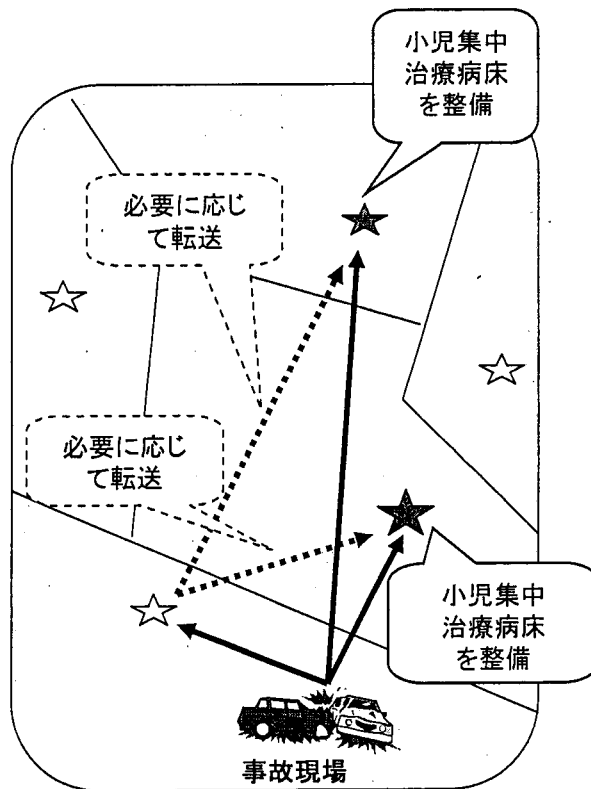 小児集中
治療病床
を整備
必要に応じ
て転送
必要に応じ
て転送
小児集中
治療病床
を整備
事故現場